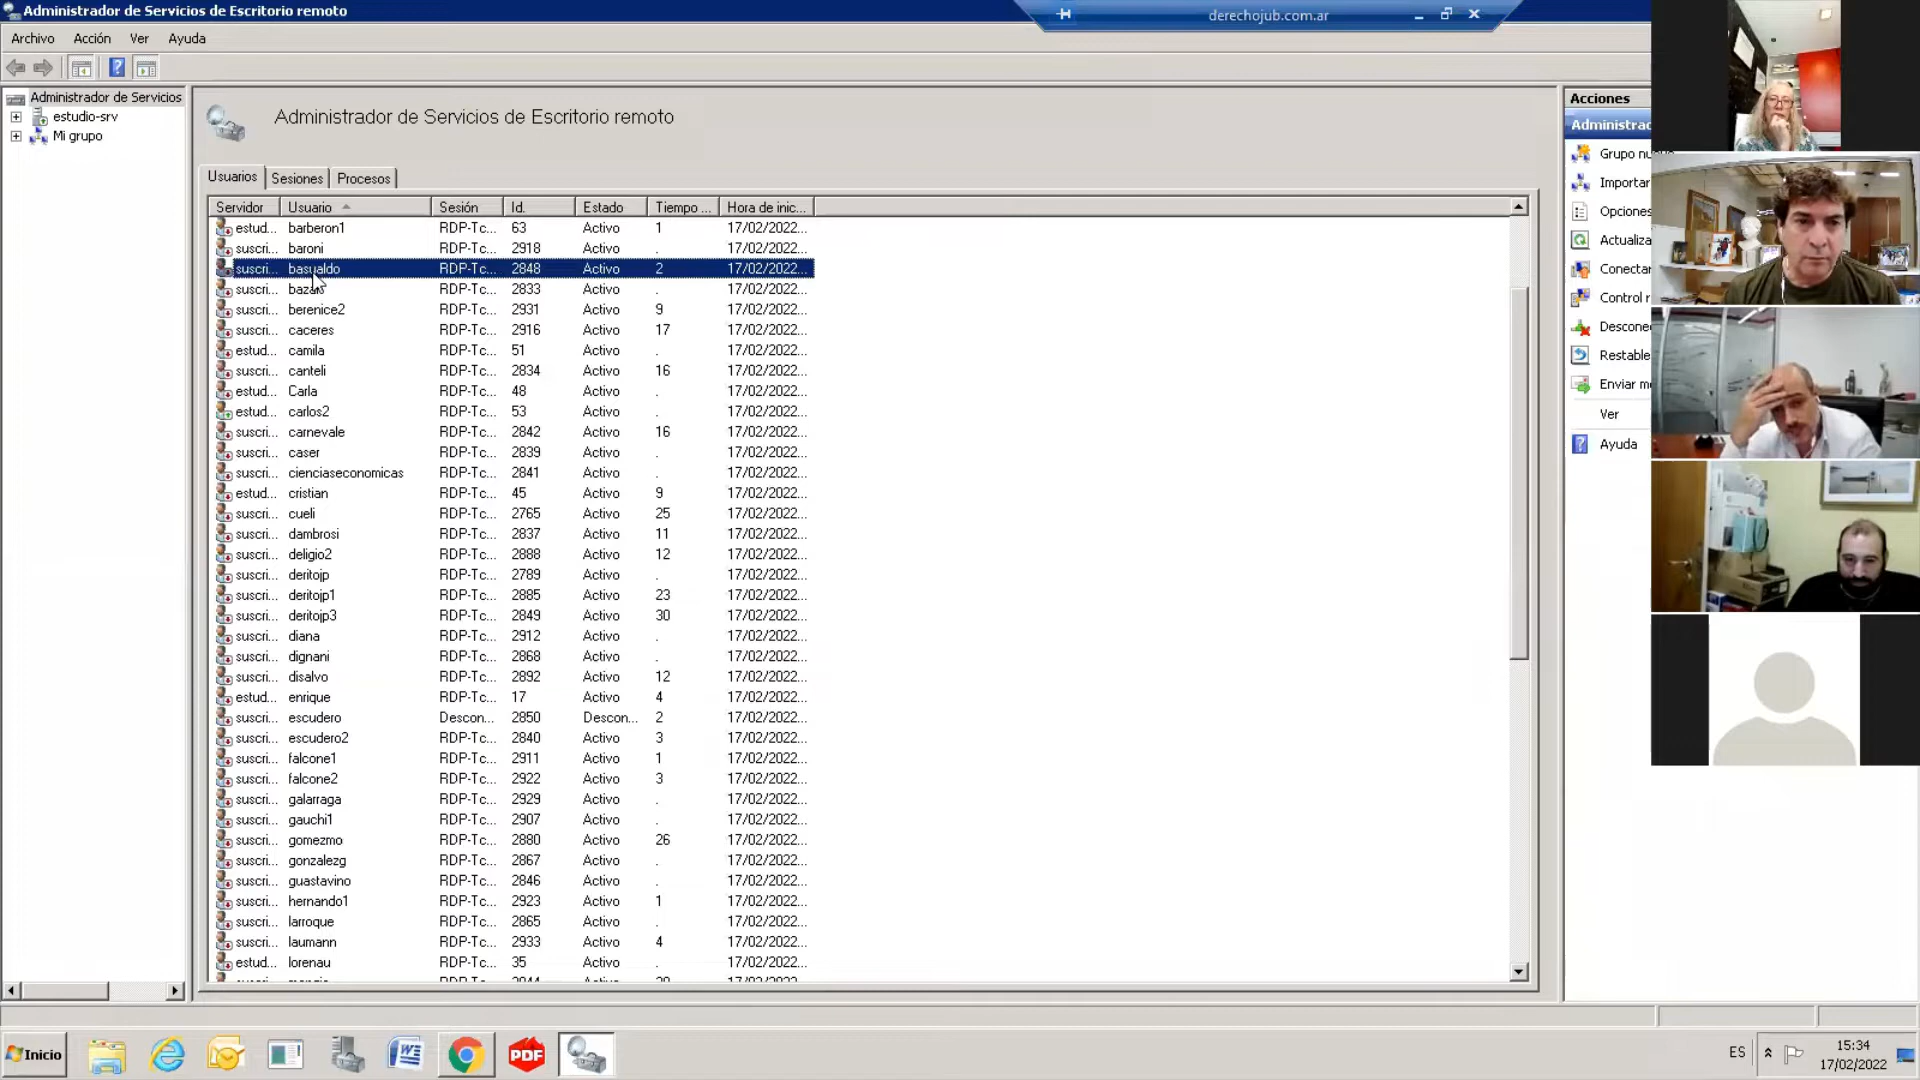 Administrador de Servicios de Escritorio remoto
derechojub.com.ar
Archivo Acción Ver Ayuda
Administrador de Servicios
estudio-srv
Mi grupo
Administrador de Servicios de Escritorio remoto
Usuarios Sesiones Procesos
Servidor Usuario Sesión Id. Estado Tiempo ... Hora de inic...
estud... barberon1 RDP-Tc... 63 Activo 1 17/02/2022...
suscri... baroni RDP-Tc... 2918 Activo . 17/02/2022...
suscri... basualdo RDP-Tc... 2848 Activo 2 17/02/2022...
suscri... RDP-Tc... 2833 Activo . 17/02/2022...
suscri... berenice2 RDP-Tc... 2931 Activo 9 17/02/2022...
suscri... caceres RDP-Tc... 2916 Activo 17 17/02/2022...
estud... camila RDP-Tc... 51 Activo . 17/02/2022...
suscri... canteli RDP-Tc... 2834 Activo 16 17/02/2022...
estud... Carla RDP-Tc... 48 Activo . 17/02/2022...
estud... carlos2 RDP-Tc... 53 Activo . 17/02/2022...
suscri... carnevale RDP-Tc... 2842 Activo 16 17/02/2022...
suscri... caser RDP-Tc... 2839 Activo . 17/02/2022...
suscri... cienciaseconomicas RDP-Tc... 2841 Activo . 17/02/2022...
estud... cristian RDP-Tc... 45 Activo 9 17/02/2022...
suscri... cueli RDP-Tc... 2765 Activo 25 17/02/2022...
suscri... dambrosi RDP-Tc... 2837 Activo 11 17/02/2022...
suscri... deligio2 RDP-Tc... 2888 Activo 12 17/02/2022...
suscri... deritojp RDP-Tc... 2789 Activo . 17/02/2022...
suscri... deritojp1 RDP-Tc... 2885 Activo 23 17/02/2022...
suscri... deritojp3 RDP-Tc... 2849 Activo 30 17/02/2022...
suscri... diana RDP-Tc... 2912 Activo . 17/02/2022...
suscri... dignani RDP-Tc... 2868 Activo . 17/02/2022...
suscri... disalvo RDP-Tc... 2892 Activo 12 17/02/2022...
estud... enrique RDP-Tc... 17 Activo 4 17/02/2022...
suscri... escudero Descon... 2850 Descon... 2 17/02/2022...
suscri... escudero2 RDP-Tc... 2840 Activo 3 17/02/2022...
suscri... falcone1 RDP-Tc... 2911 Activo 1 17/02/2022...
suscri... falcone2 RDP-Tc... 2922 Activo 3 17/02/2022...
suscri... galarraga RDP-Tc... 2929 Activo . 17/02/2022...
suscri... gauchi1 RDP-Tc... 2907 Activo . 17/02/2022...
suscri... gomezmo RDP-Tc... 2880 Activo 26 17/02/2022...
suscri... gonzalezg RDP-Tc... 2867 Activo . 17/02/2022...
suscri... guastavino RDP-Tc... 2846 Activo . 17/02/2022...
suscri... hernando1 RDP-Tc... 2923 Activo 1 17/02/2022...
suscri... larroque RDP-Tc... 2865 Activo . 17/02/2022...
suscri... laumann RDP-Tc... 2933 Activo 4 17/02/2022...
estud... lorenau RDP-Tc... 35 Activo . 17/02/2022...
Acciones
Administrac
Grupo nu
Importar
Opciones
Actualiza
Conectar
Control r
Desconec
Restable
Enviar m
Ver
Ayuda
Inicio
PDF
ES
15:34
17/02/2022